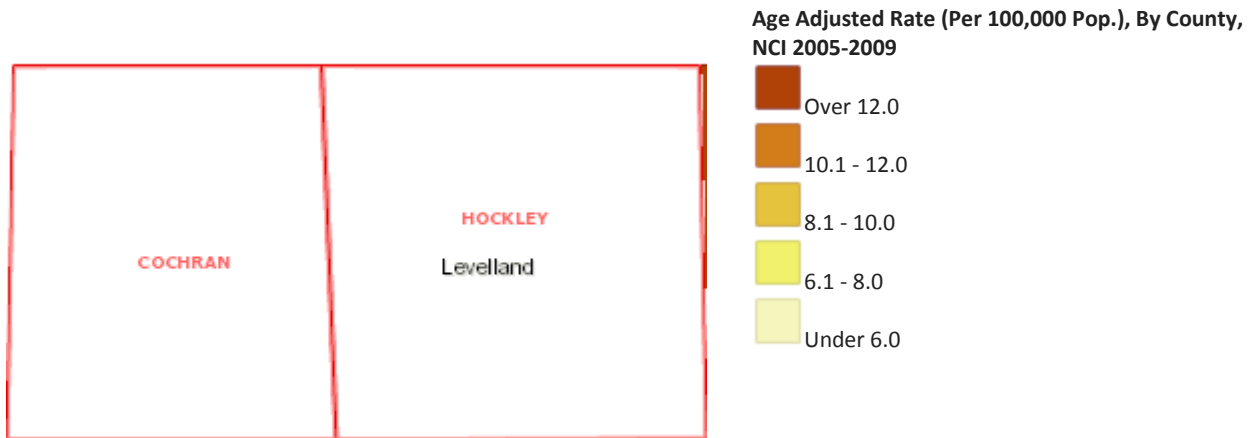 Age Adjusted Rate (Per 100,000 Pop.), By County,
NCI 2005-2009
Over 12.0
10.1 - 12.0
8.1 - 10.0
6.1 - 8.0
Under 6.0
HOCKLEY
COCHRAN
Levelland